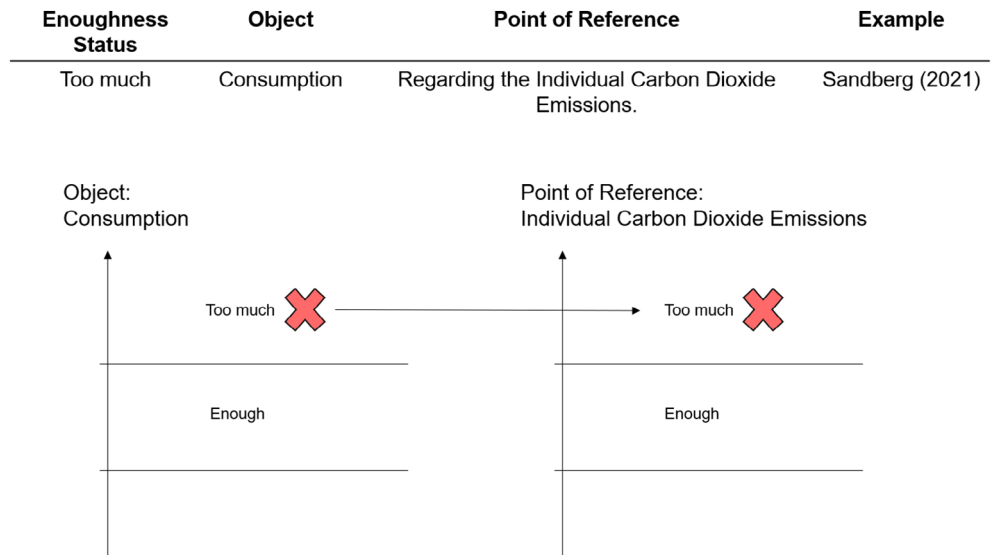 Enoughness Status
Object
Point of Reference
Example
Too much
Consumption
Regarding the Individual Carbon Dioxide
Emissions.
Sandberg (2021)
Object:
Consumption
Point of Reference:
Individual Carbon Dioxide Emissions
Too much
Too much
Enough
Enough